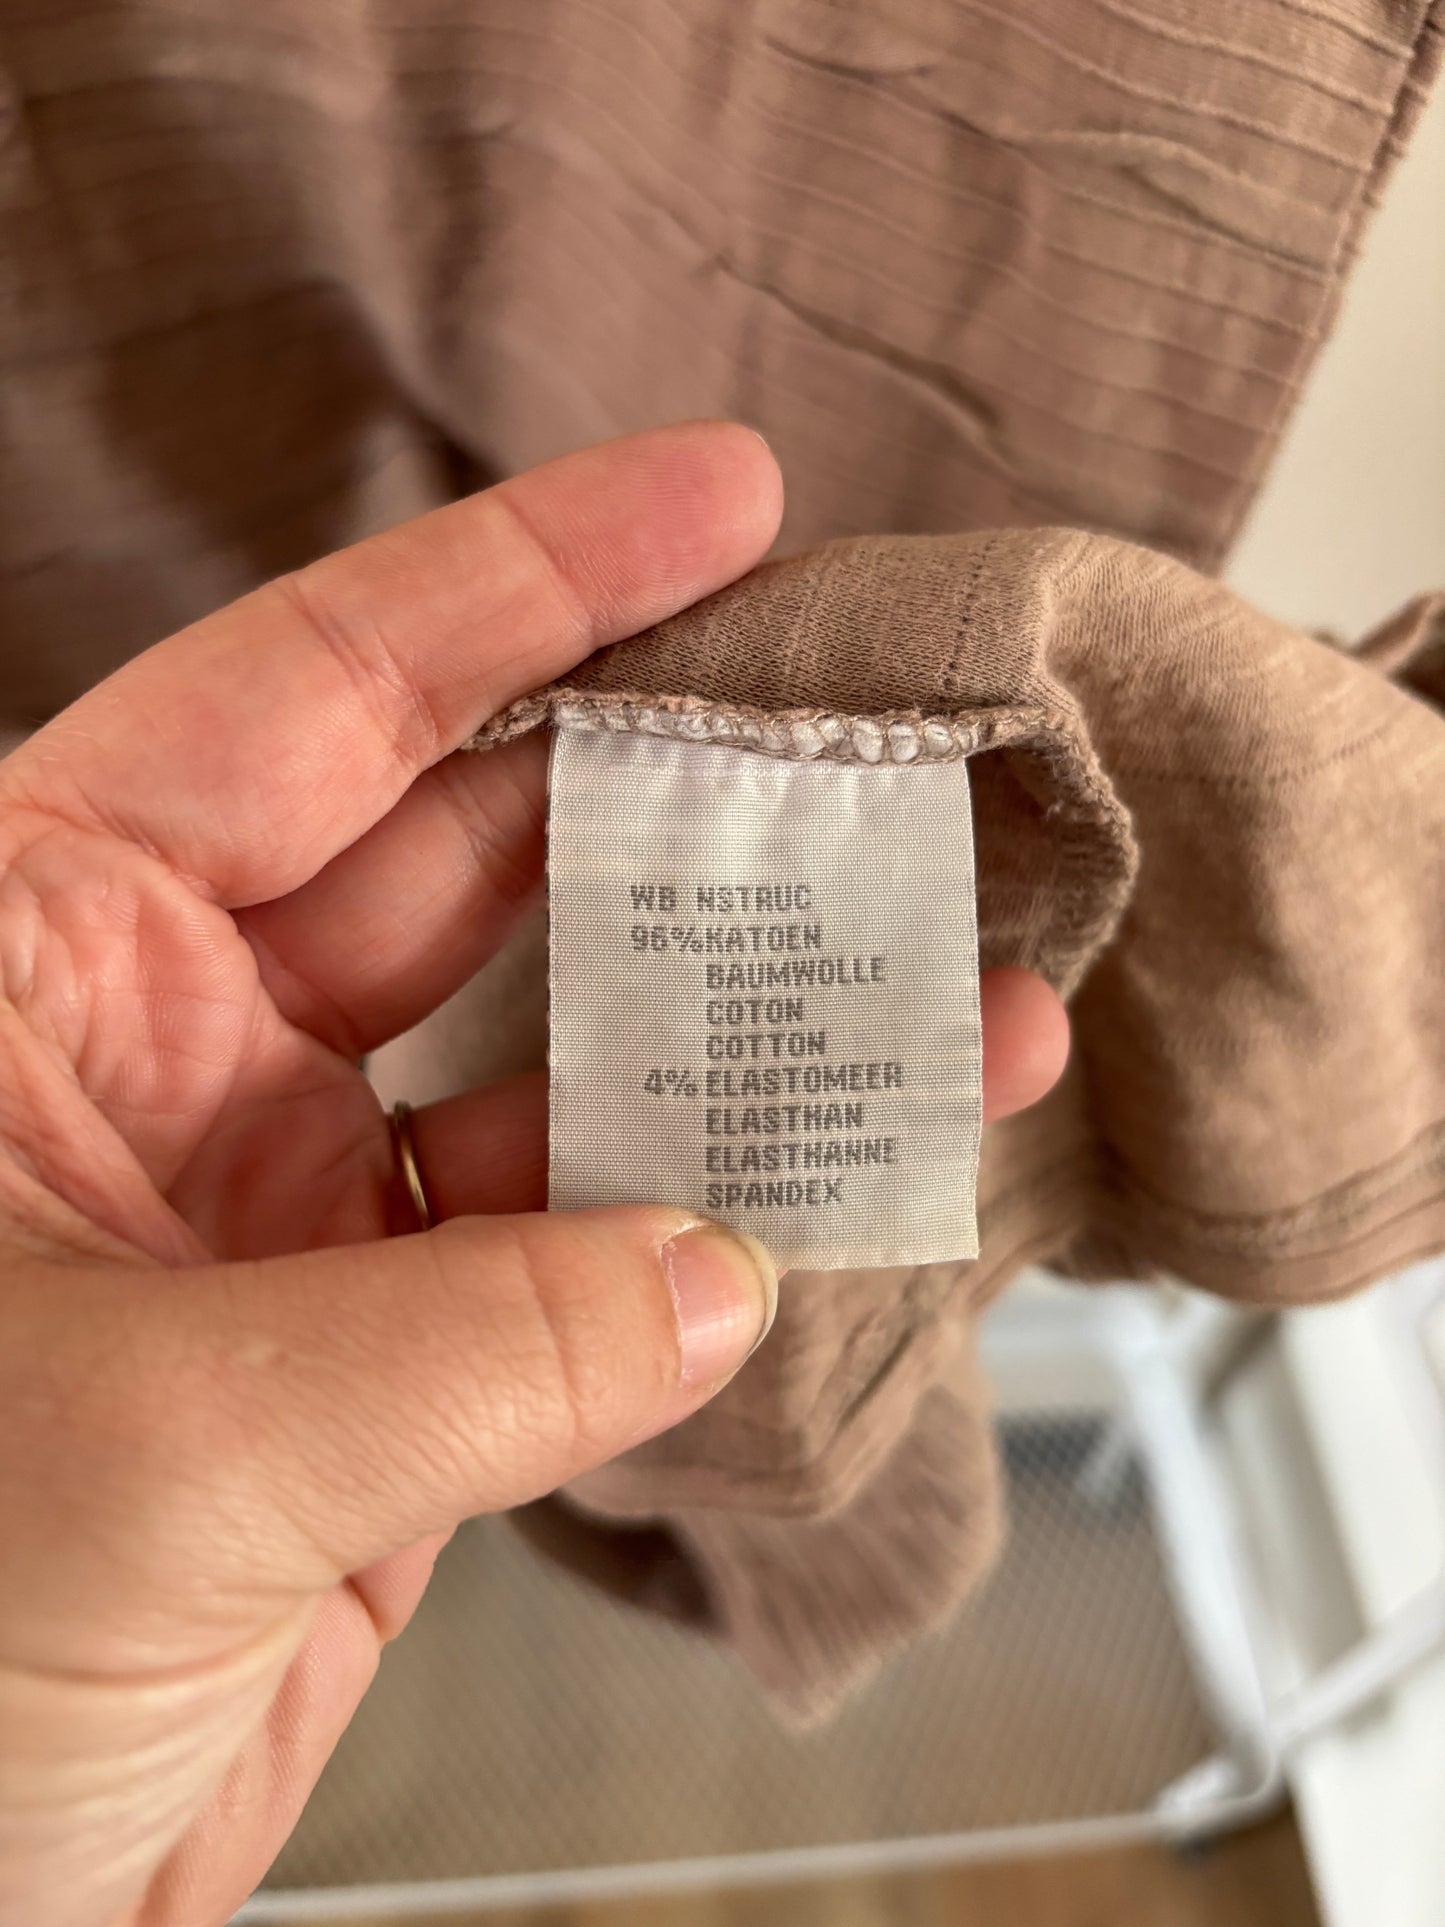 WB NSTRUC
96% KATOEN
BAUMWOLLE
COTON
COTTON
4% ELASTOMEER
ELASTHAN
ELASTHANNE
SPANDEX